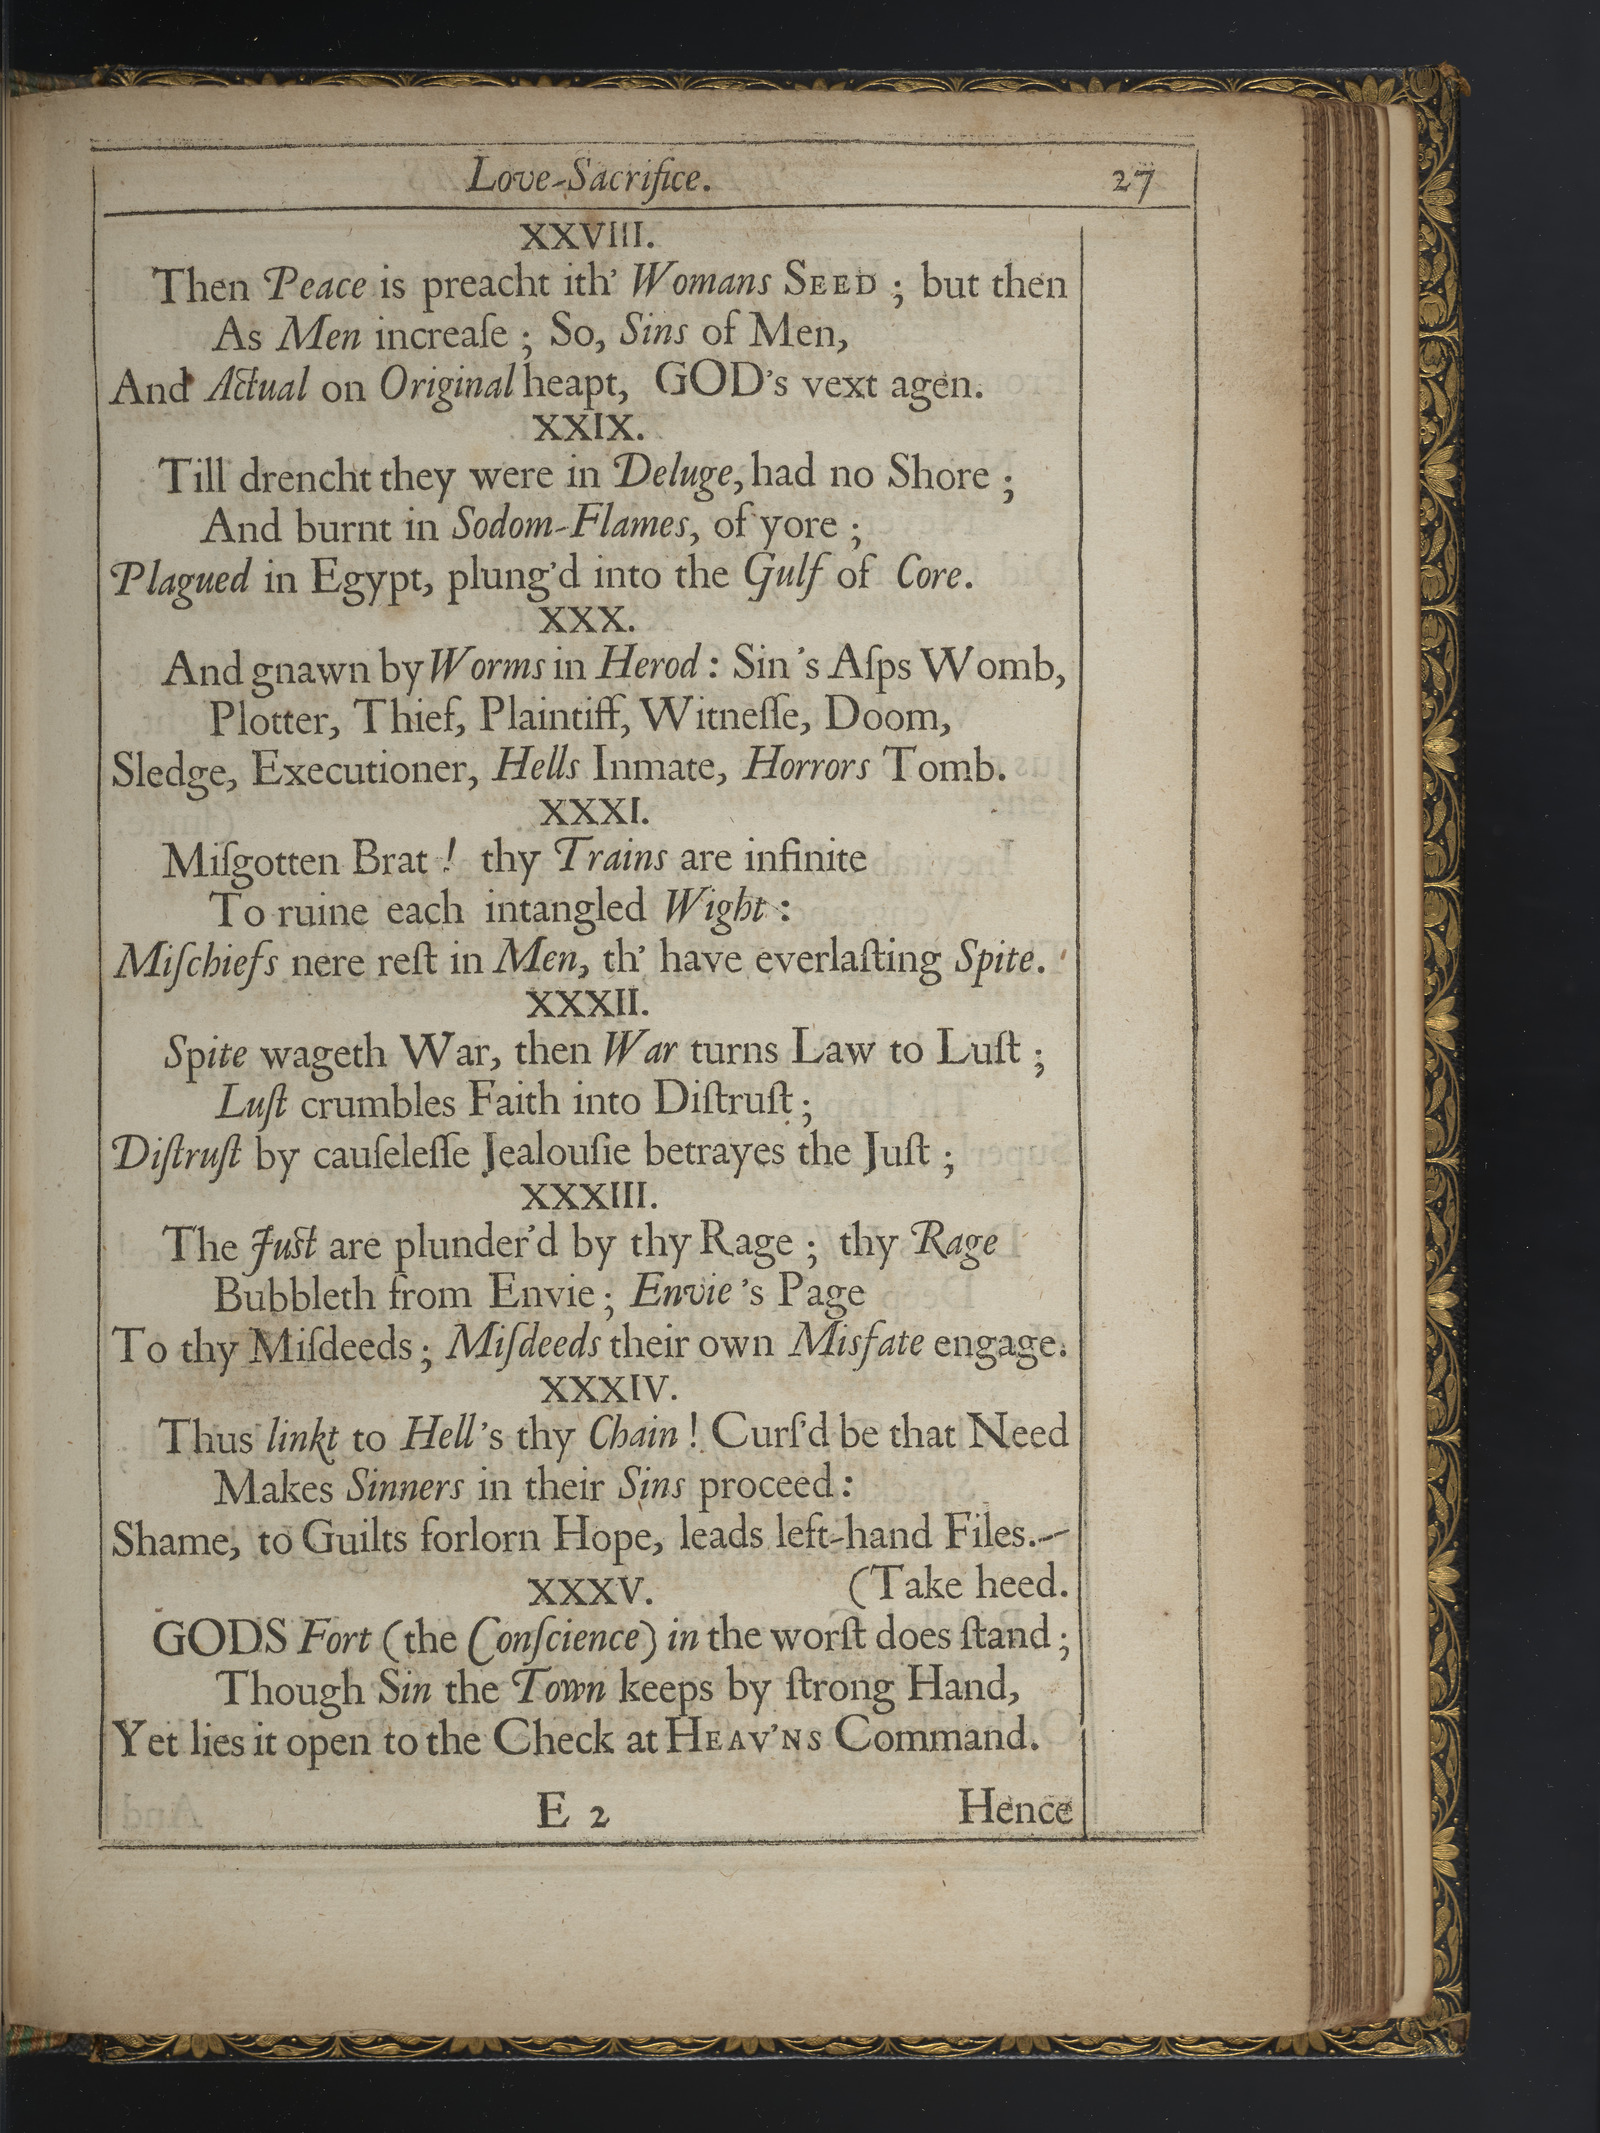 Love-Sacrifice. 27
XXVIII.
Then Peace is preacht ith' Womans SEED ; but then
As Men increaſe ; So, Sins of Men,
And Actual on Original heapt, GOD's vext agen.
XXIX.
Till drencht they were in Deluge, had no Shore ;
And burnt in Sodom-Flames, of yore ;
Plagued in Egypt, plung'd into the Gulf of Core.
XXX.
And gnawn by Worms in Herod : Sin 's Aſps Womb,
Plotter, Thief, Plaintiff, Witneſſe, Doom,
Sledge, Executioner, Hells Inmate, Horrors Tomb.
XXXI.
Miſgotten Brat ! thy Trains are infinite
To ruine each intangled Wight :
Miſchiefs nere reſt in Men, th' have everlaſting Spite.
XXXII.
Spite wageth War, then War turns Law to Luſt ;
Luſt crumbles Faith into Diſtruſt ;
Diſtruſt by cauſeleſſe Jealouſie betrayes the Juſt ;
XXXIII.
The Just are plunder'd by thy Rage ; thy Rage
Bubbleth from Envie ; Envie 's Page
To thy Miſdeeds ; Miſdeeds their own Misfate engage.
XXXIV.
Thus linkt to Hell's thy Chain ! Curſ'd be that Need
Makes Sinners in their Sins proceed :
Shame, to Guilts forlorn Hope, leads left-hand Files.—
XXXV. (Take heed.
GODS Fort (the Conſcience) in the worſt does ſtand ;
Though Sin the Town keeps by ſtrong Hand,
Yet lies it open to the Check at HEAV'NS Command.
E 2 Hence